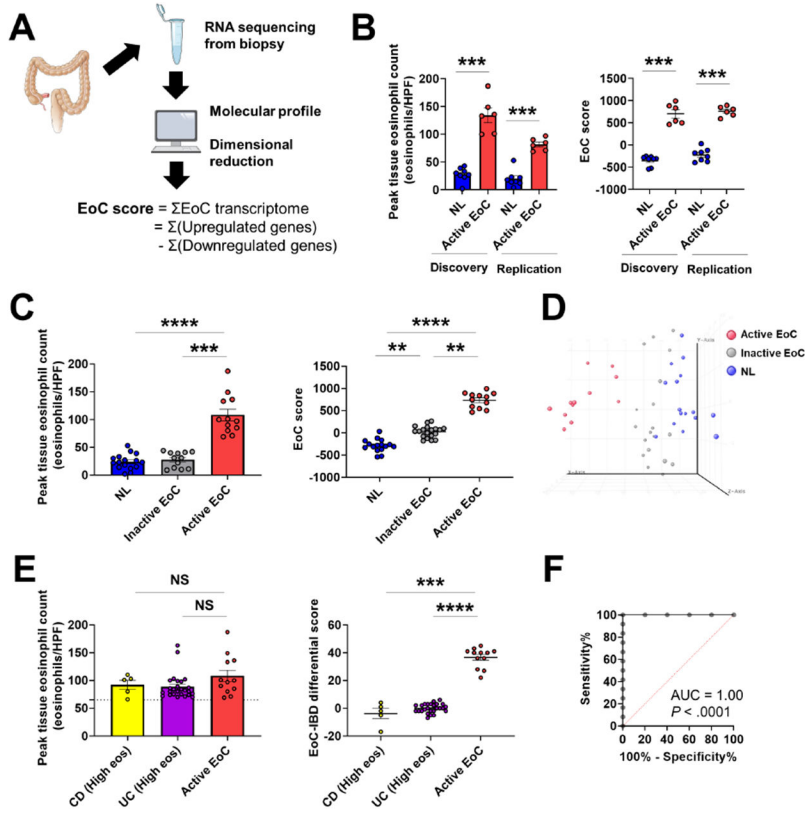 A
RNA sequencing
from biopsy
Molecular profile
Dimensional
reduction
EoC score = ΣEoC transcriptome
= Σ(Upregulated genes)
- Σ(Downregulated genes)
B
Peak tissue eosinophil count
(eosinophils/HPF)
200
150
100
50
0
***
***
NL
Active EoC
NL
Active EoC
Discovery
Replication
EoC score
1500
1000
500
0
-500
-1000
***
***
NL
Active EoC
NL
Active EoC
Discovery
Replication
C
Peak tissue eosinophil count
(eosinophils/HPF)
200
150
100
50
0
****
***
NL
Inactive EoC
Active EoC
EoC score
1500
1000
500
0
-500
-1000
****
**
**
NL
Inactive EoC
Active EoC
D
Active EoC
Inactive EoC
NL
Y-Axis
X-Axis
Z-Axis
E
Peak tissue eosinophil count
(eosinophils/HPF)
200
150
100
50
0
NS
NS
CD (High eos)
UC (High eos)
Active EoC
EoC-IBD differential score
60
40
20
0
-20
***
****
CD (High eos)
UC (High eos)
Active EoC
F
Sensitivity%
100
80
60
40
20
0
AUC = 1.00
P < .0001
0 20 40 60 80 100
100% - Specificity%